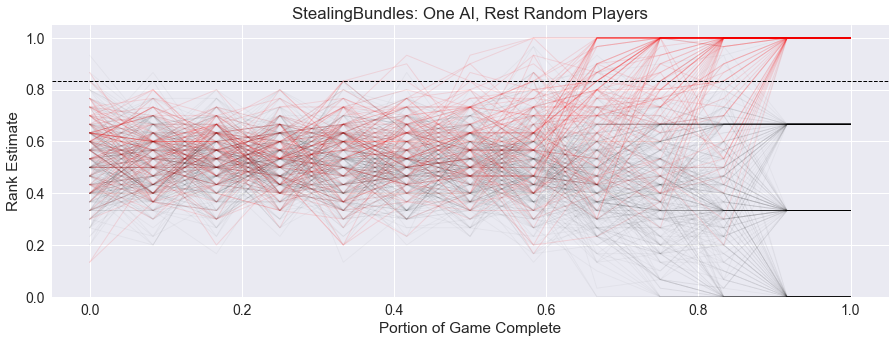 StealingBundles: One AI, Rest Random Players
1.0
0.8
0.6
0.4
0.2
0.0
Rank Estimate
0.0 0.2 0.4 0.6 0.8 1.0
Portion of Game Complete